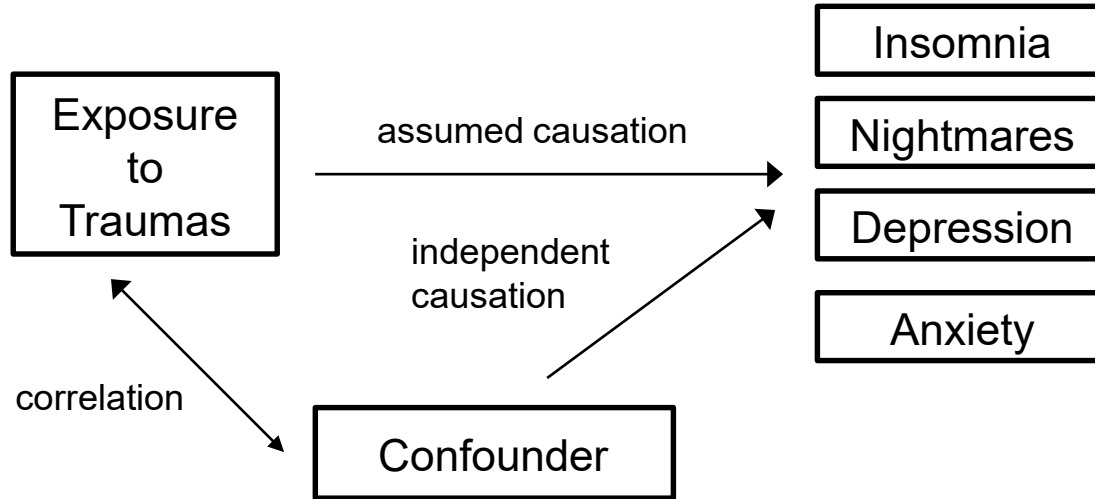 Exposure
to
Traumas
assumed causation
independent
causation
correlation
Confounder
Insomnia
Nightmares
Depression
Anxiety